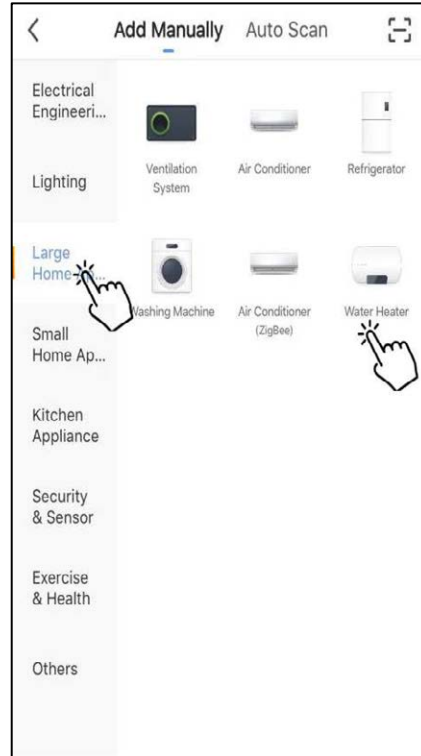 Add Manually Auto Scan
Electrical
Engineeri...
Lighting
Large
Home Ap...
Small
Home Ap...
Kitchen
Appliance
Security
& Sensor
Exercise
& Health
Others
Ventilation
System
Air Conditioner
Refrigerator
Washing Machine
Air Conditioner
(ZigBee)
Water Heater